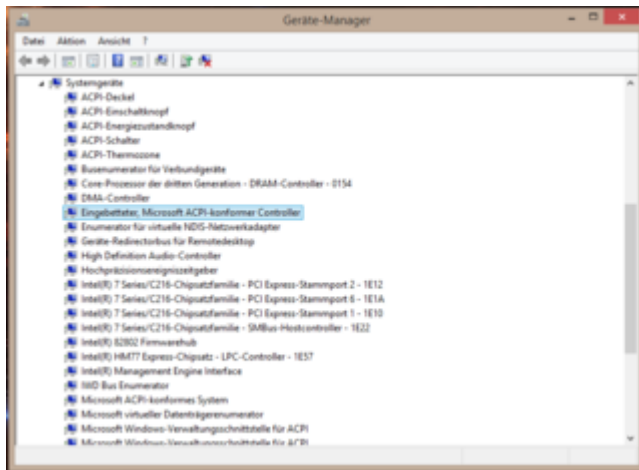 Geräte-Manager
Datei Aktion Ansicht ?
Systemgeräte
ACPI-Deckel
ACPI-Einschaltknopf
ACPI-Energiezustandknopf
ACPI-Schalter
ACPI-Thermozone
Busenumerator für Verbundgeräte
Core-Prozessor der dritten Generation - DRAM-Controller - 0154
DMA-Controller
Eingebetteter, Microsoft ACPI-konformer Controller
Enumerator für virtuelle NDIS-Netzwerkadapter
Geräte-Redirectorbus für Remotedesktop
High Definition Audio-Controller
Hochpräzisionsereigniszeitgeber
Intel(R) 7 Series/C216-Chipsatzfamilie - PCI Express-Stammport 2 - 1E12
Intel(R) 7 Series/C216-Chipsatzfamilie - PCI Express-Stammport 6 - 1E1A
Intel(R) 7 Series/C216-Chipsatzfamilie - PCI Express-Stammport 1 - 1E10
Intel(R) 7 Series/C216-Chipsatzfamilie - SMBus-Hostcontroller - 1E22
Intel(R) 82802 Firmwarehub
Intel(R) HM77 Express-Chipsatz - LPC-Controller - 1E57
Intel(R) Management Engine Interface
IWD Bus Enumerator
Microsoft ACPI-konformes System
Microsoft virtueller Datenträgerenumerator
Microsoft Windows-Verwaltungsschnittstelle für ACPI
Microsoft Windows-Verwaltungsschnittstelle für ACPI